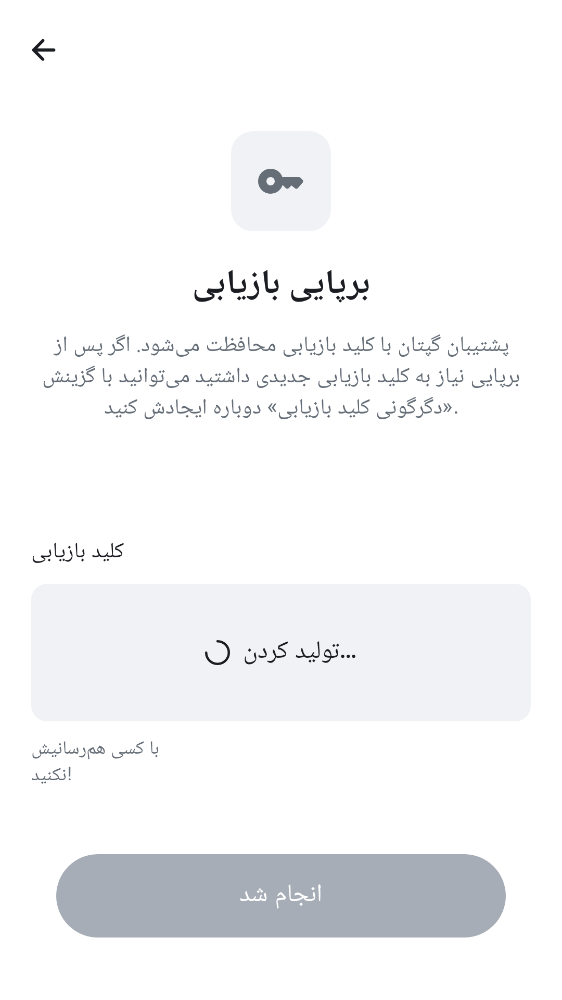 برپایی بازیابی
پشتیبان گپتان با کلید بازیابی محافظت می‌شود. اگر پس از
برپایی نیاز به کلید بازیابی جدیدی داشتید می‌توانید با گزینش
«دگرگونی کلید بازیابی» دوباره ایجادش کنید.
کلید بازیابی
تولید کردن...
با کسی هم‌رسانیش
نکنید!
انجام شد